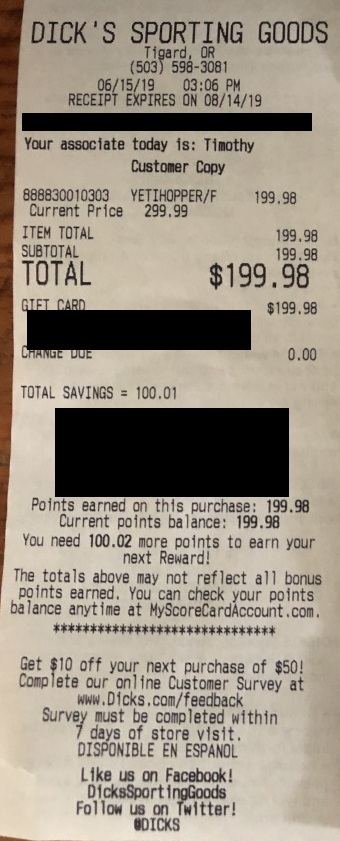 DICK'S SPORTING GOODS
Tigard, OR
(503) 598-3081
06/15/19 03:06 PM
RECEIPT EXPIRES ON 08/14/19
Your associate today is: Timothy
Customer Copy
888830010303 YETIHOPPER/F 199.98
Current Price 299.99
ITEM TOTAL 199.98
SUBTOTAL 199.98
TOTAL $199.98
GIFT CARD $199.98
CHANGE DUE 0.00
TOTAL SAVINGS = 100.01
Points earned on this purchase: 199.98
Current points balance: 199.98
You need 100.02 more points to earn your
next Reward!
The totals above may not reflect all bonus
points earned. You can check your points
balance anytime at MyScoreCardAccount.com.
*****************************
Get $10 off your next purchase of $50!
Complete our online Customer Survey at
www.Dicks.com/feedback
Survey must be completed within
7 days of store visit.
DISPONIBLE EN ESPANOL
Like us on Facebook!
DicksSportingGoods
Follow us on Twitter!
@DICKS